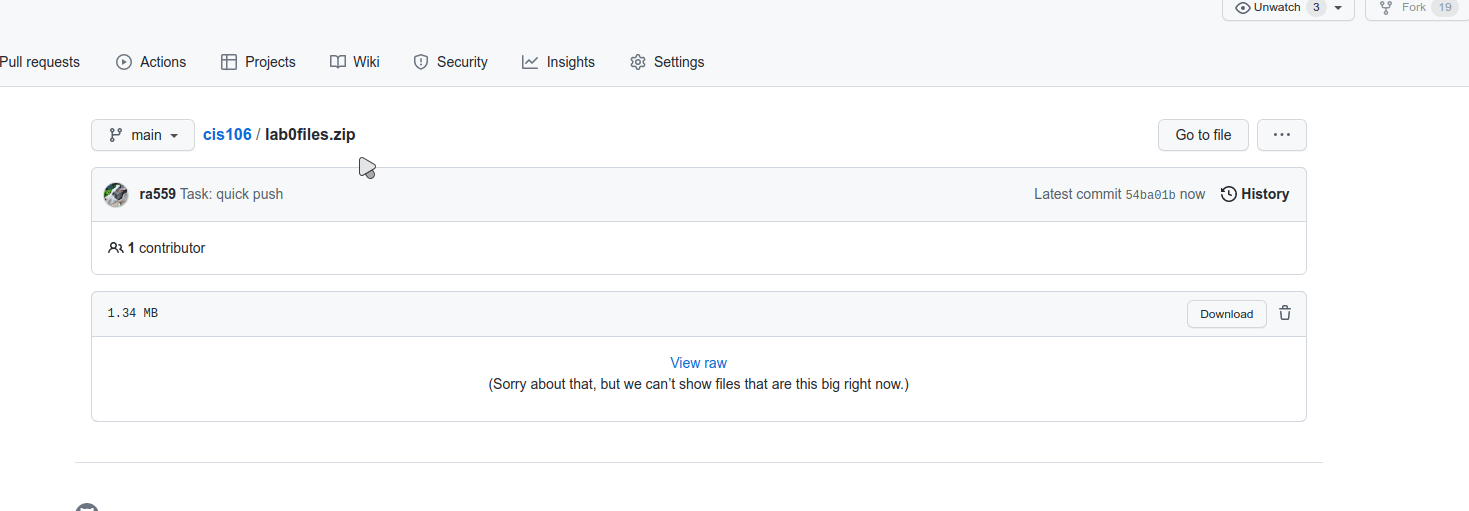 Unwatch 3 Fork 19
Pull requests Actions Projects Wiki Security Insights Settings
main cis106 / lab0files.zip Go to file ...
ra559 Task: quick push Latest commit 54ba01b now History
1 contributor
1.34 MB Download
View raw
(Sorry about that, but we can’t show files that are this big right now.)